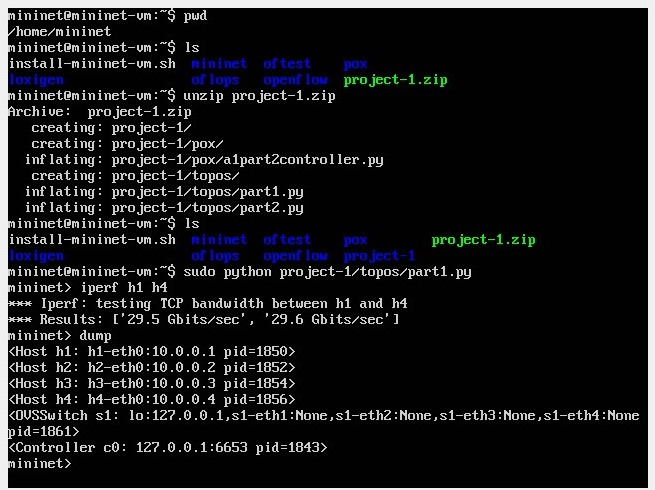 mininet@mininet-vm:~$ pwd
/home/mininet
mininet@mininet-vm:~$ ls
install-mininet-vm.sh  mininet  oftest    pox
loxigen                oflops   openflow  project-1.zip
mininet@mininet-vm:~$ unzip project-1.zip
Archive:  project-1.zip
   creating: project-1/
   creating: project-1/pox/
  inflating: project-1/pox/a1part2controller.py
   creating: project-1/topos/
  inflating: project-1/topos/part1.py
  inflating: project-1/topos/part2.py
mininet@mininet-vm:~$ ls
install-mininet-vm.sh  mininet  oftest    pox        project-1.zip
loxigen                oflops   openflow  project-1
mininet@mininet-vm:~$ sudo python project-1/topos/part1.py
mininet> iperf h1 h4
*** Iperf: testing TCP bandwidth between h1 and h4
*** Results: ['29.5 Gbits/sec', '29.6 Gbits/sec']
mininet> dump
<Host h1: h1-eth0:10.0.0.1 pid=1850>
<Host h2: h2-eth0:10.0.0.2 pid=1852>
<Host h3: h3-eth0:10.0.0.3 pid=1854>
<Host h4: h4-eth0:10.0.0.4 pid=1856>
<OVSSwitch s1: lo:127.0.0.1,s1-eth1:None,s1-eth2:None,s1-eth3:None,s1-eth4:None
pid=1861>
<Controller c0: 127.0.0.1:6653 pid=1843>
mininet>